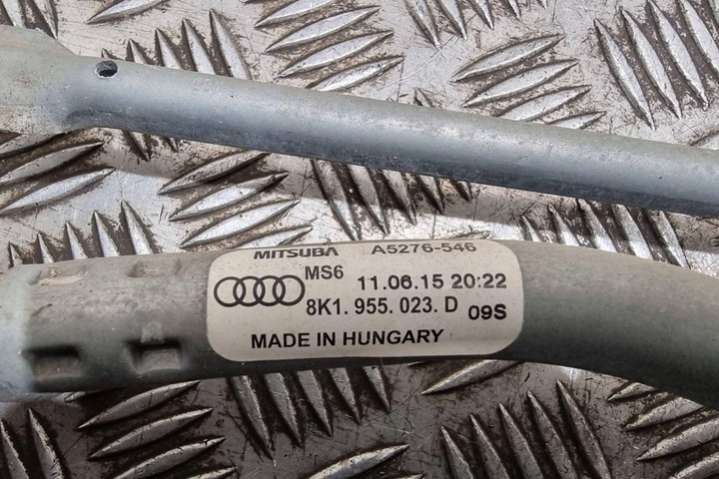 MITSUBA A5276-546
MS6 11.06.15 20:22
8K1. 955. 023. D 09S
MADE IN HUNGARY